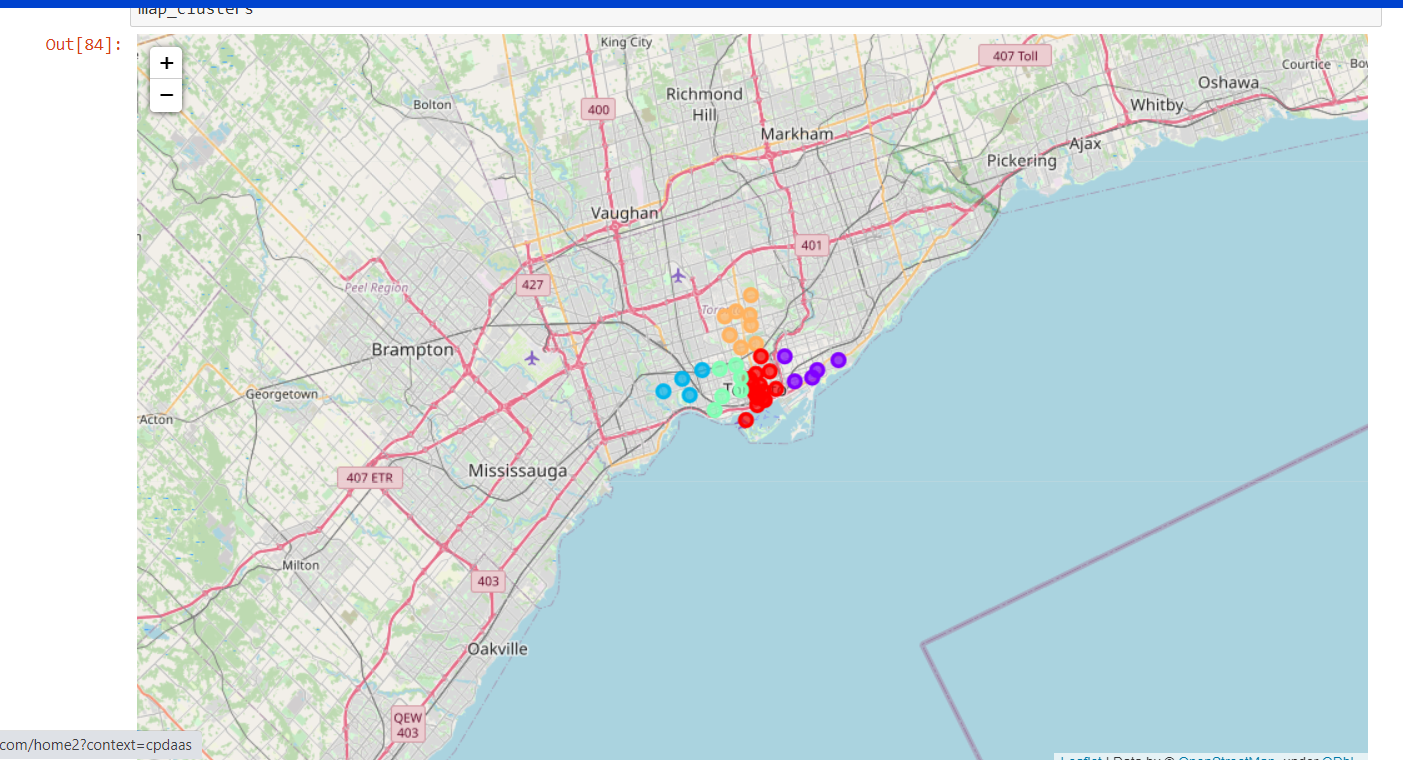 map_clusters
Out[84]:
+
−
King City
407 Toll
Courtice
Oshawa
Bolton
400
Richmond
Hill
Whitby
Markham
Ajax
Pickering
Vaughan
401
427
Peel Region
Brampton
Georgetown
Acton
Mississauga
407 ETR
Milton
403
Oakville
QEW
403
com/home2?context=cpdaas
Leaflet | Data by © OpenStreetMap, under ODbL